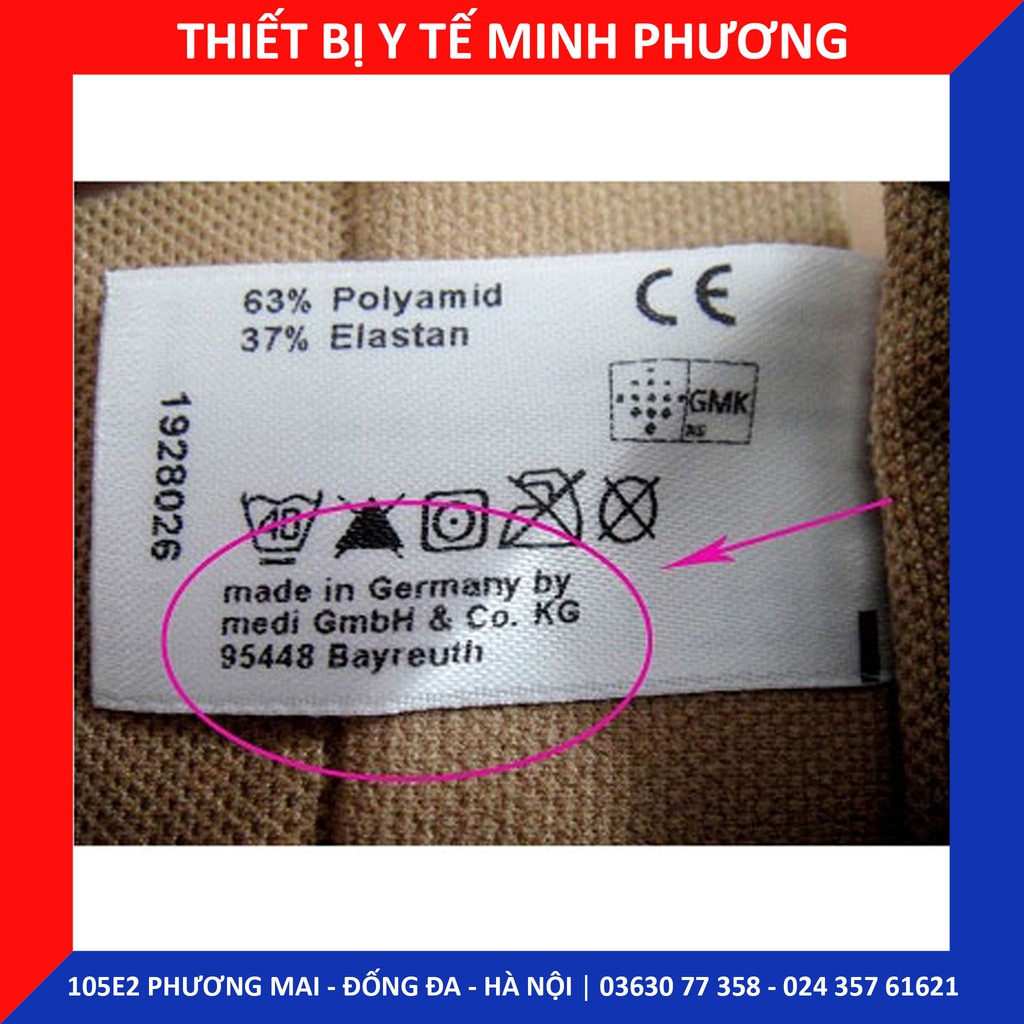 THIẾT BỊ Y TẾ MINH PHƯƠNG
63% Polyamid
37% Elastan
CE
GMK
1928026
40
made in Germany by
medi GmbH & Co. KG
95448 Bayreuth
105E2 PHƯƠNG MAI - ĐỐNG ĐA - HÀ NỘI | 03630 77 358 - 024 357 61621